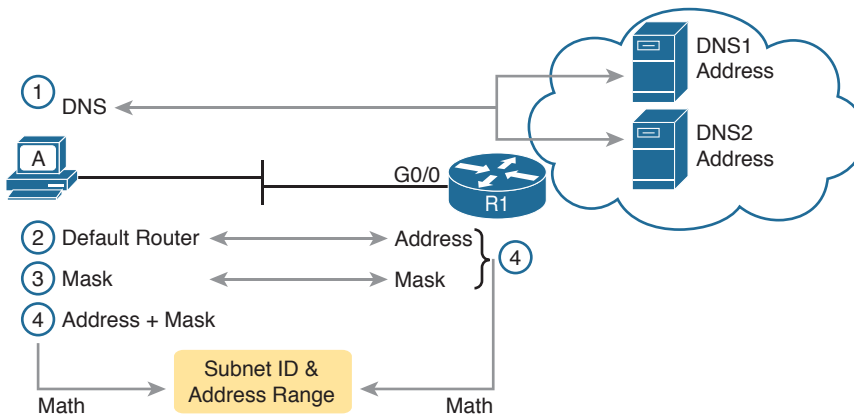 DNS1
Address
1
DNS
DNS2
Address
A
G0/0
R1
2 Default Router
Address
4
3 Mask
Mask
4 Address + Mask
Subnet ID &
Address Range
Math
Math